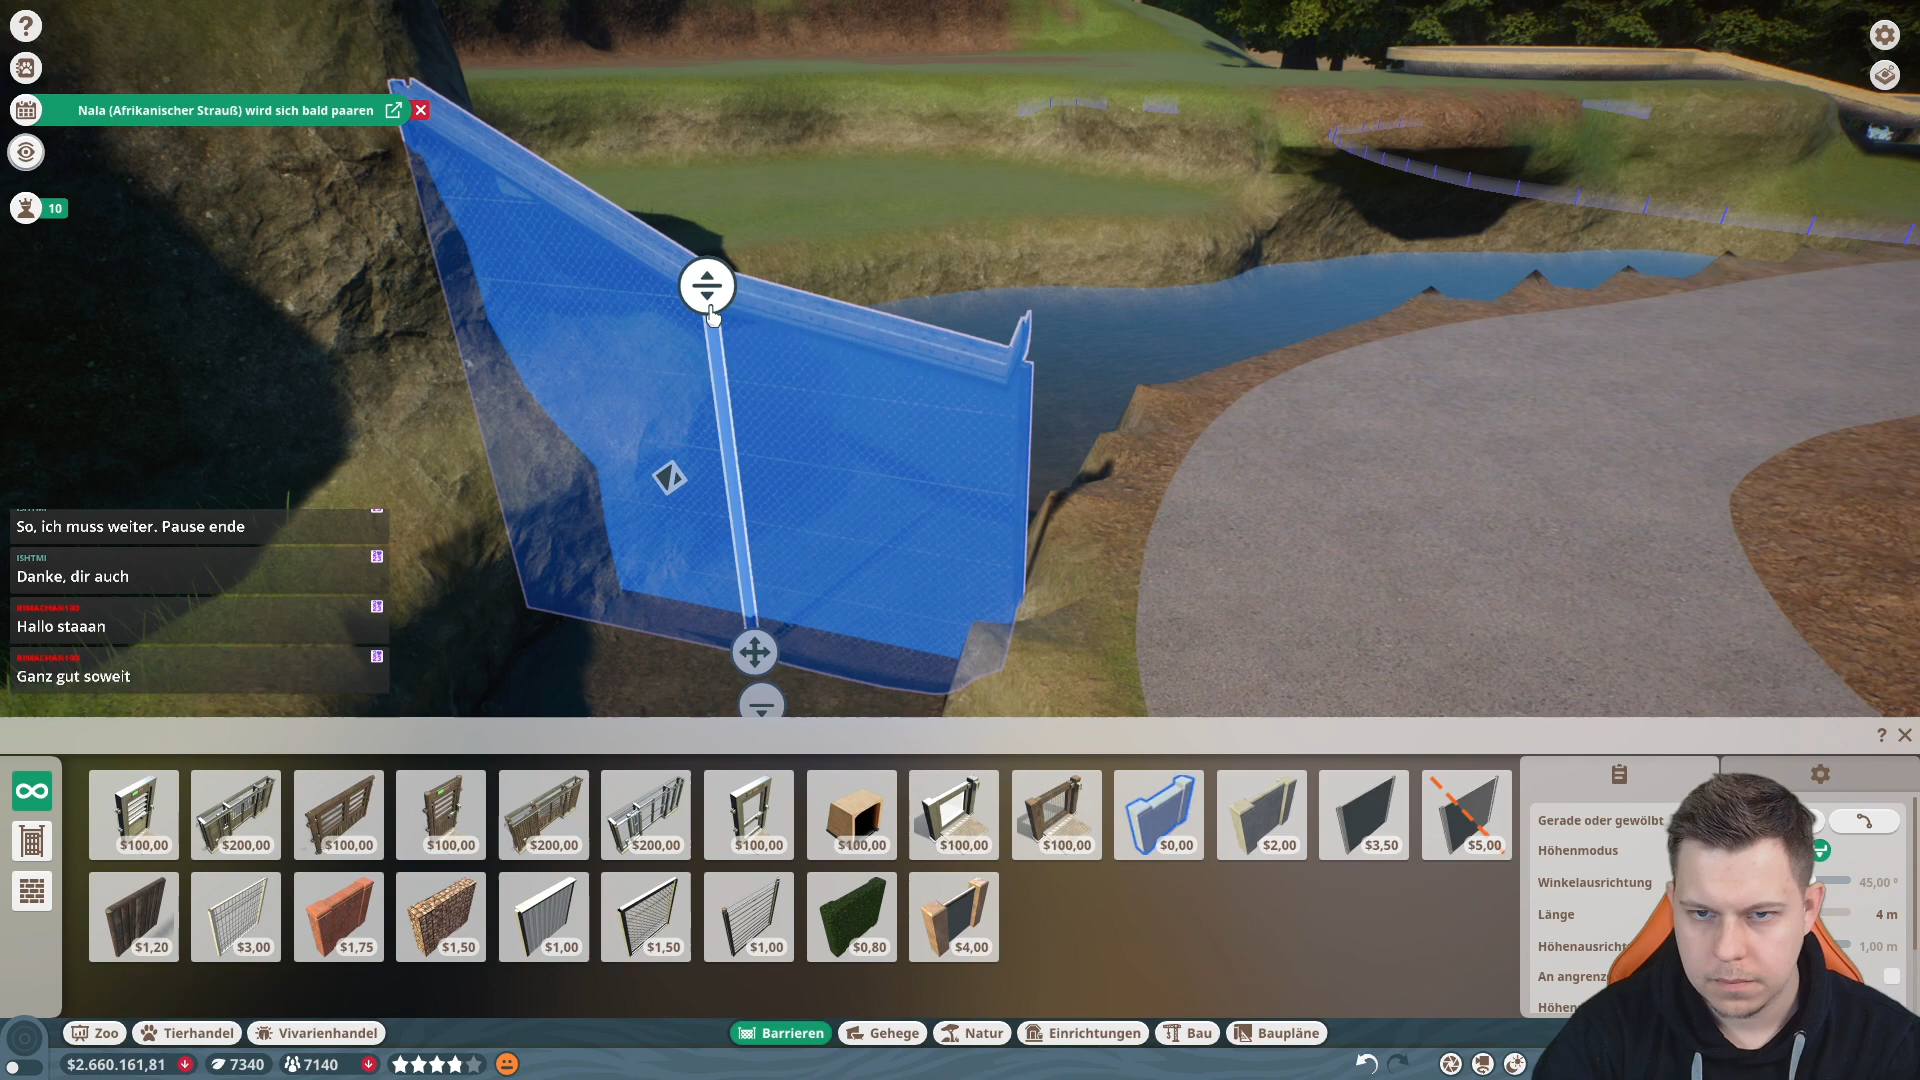 ?
Nala (Afrikanischer Strauß) wird sich bald paaren
10
So, ich muss weiter. Pause ende
ISHTMI
Danke, dir auch
Hallo staaan
Ganz gut soweit
?
$100,00
$200,00
$100,00
$100,00
$200,00
$200,00
$100,00
$100,00
$100,00
$100,00
$0,00
$2,00
$3,50
$5,00
$1,20
$3,00
$1,75
$1,50
$1,00
$1,50
$1,00
$0,80
$4,00
Gerade oder gewölbt
Höhenmodus
Winkelausrichtung
45,00 °
Länge
4 m
1,00 m
Zoo
Tierhandel
Vivarienhandel
Barrieren
Gehege
Natur
Einrichtungen
Bau
Baupläne
$2.660.161,81
7340
7140